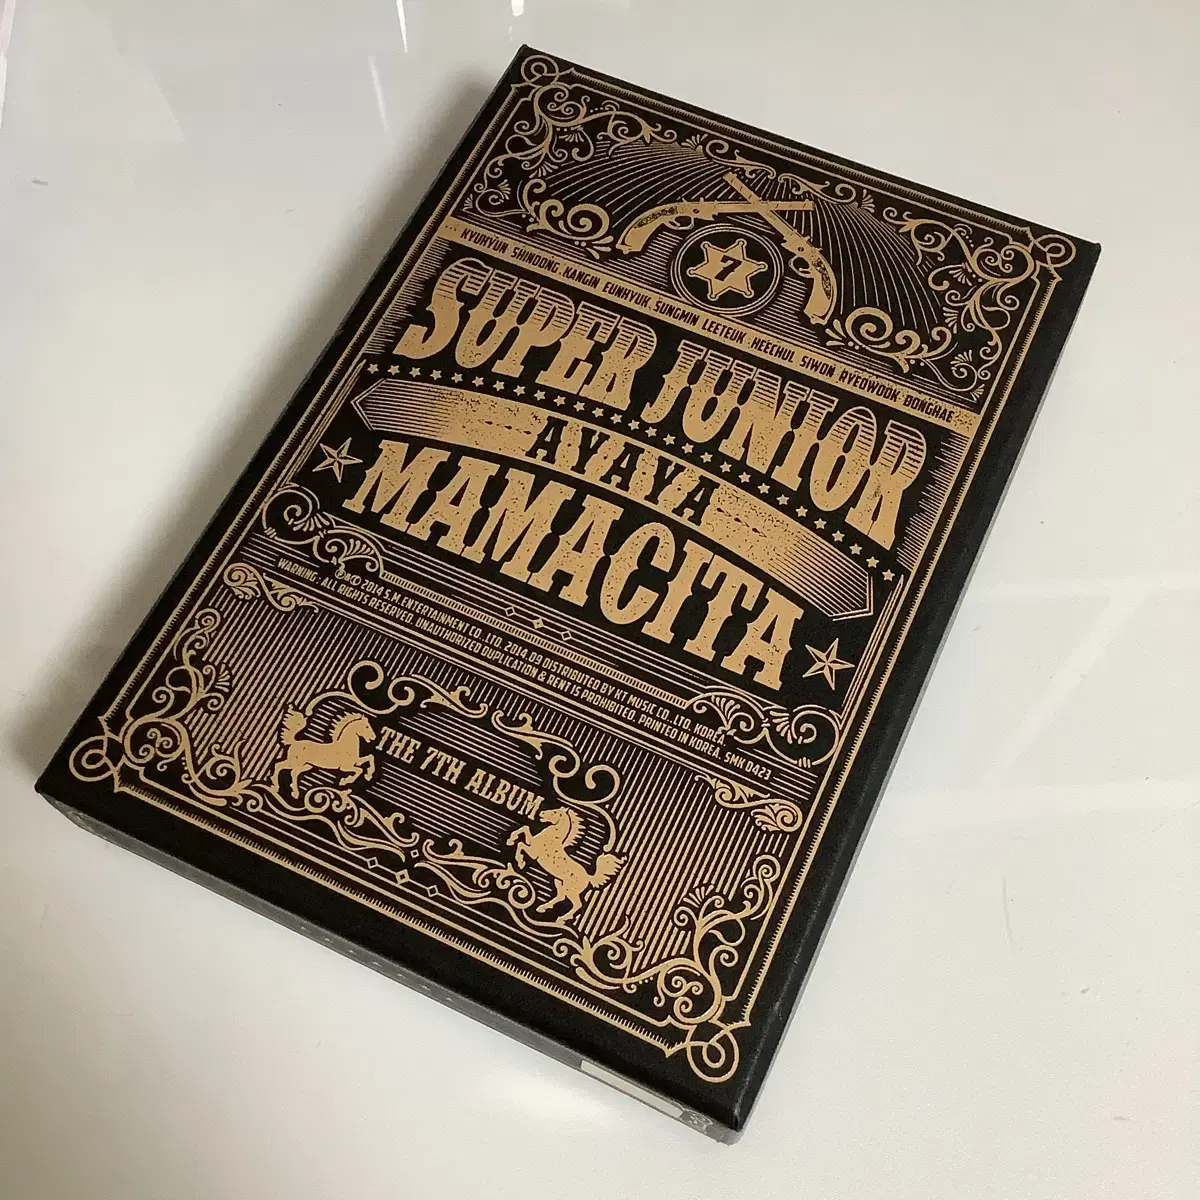 7
KYUHYUN SHINDONG KANGIN EUNHYUK SUNGMIN LEETEUK HEECHUL SIWON RYEOWOOK DONGHAE
SUPER JUNIOR
AYAYA
MAMACITA
℗&© 2014 S.M.ENTERTAINMENT CO., LTD. 2014. 09 DISTRIBUTED BY KT MUSIC CO., LTD. KOREA.
WARNING : ALL RIGHTS RESERVED. UNAUTHORIZED DUPLICATION & RENT IS PROHIBITED. PRINTED IN KOREA. SMK 0423
THE 7TH ALBUM